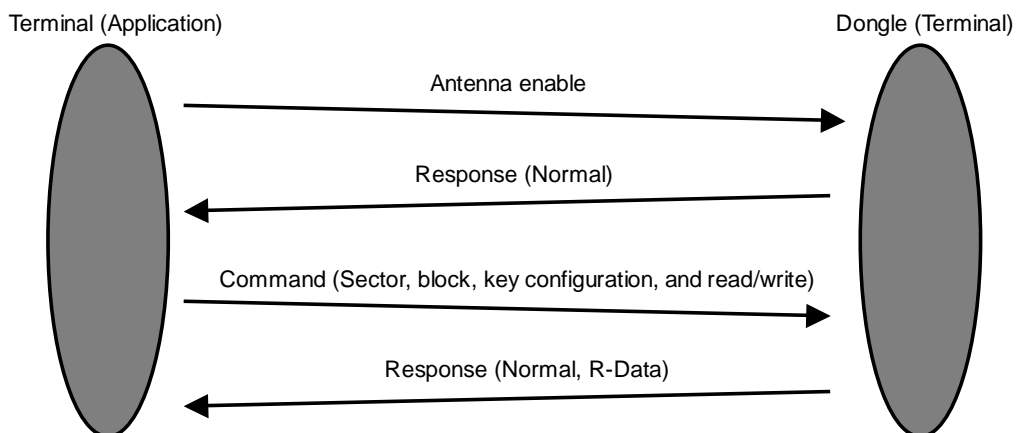 Terminal (Application)
Dongle (Terminal)
Antenna enable
Response (Normal)
Command (Sector, block, key configuration, and read/write)
Response (Normal, R-Data)